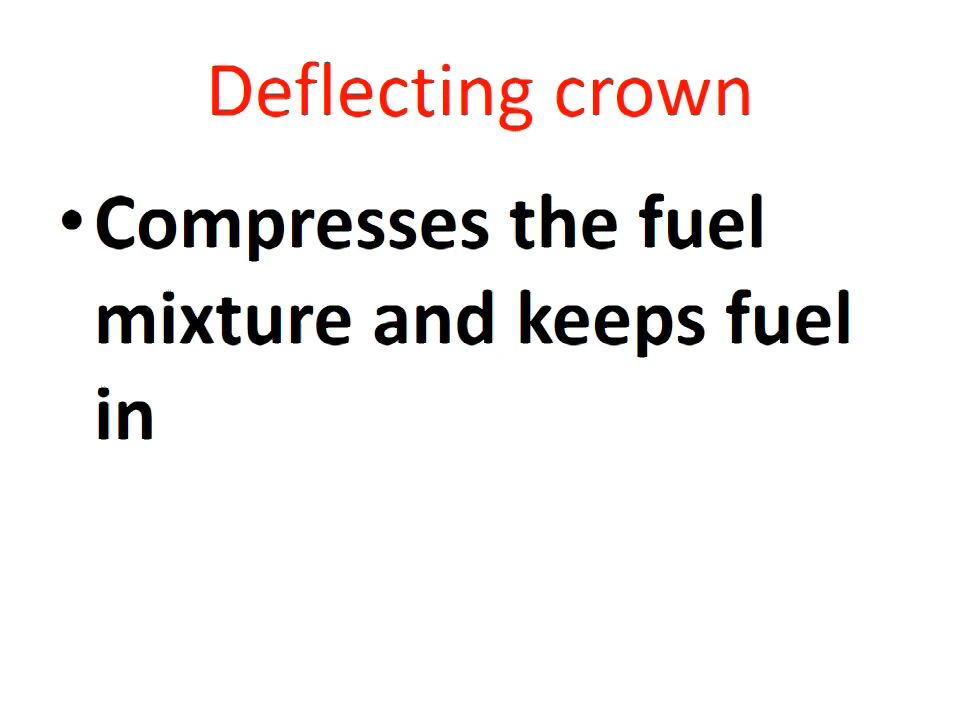 Deflecting crown
• Compresses the fuel
mixture and keeps fuel
in